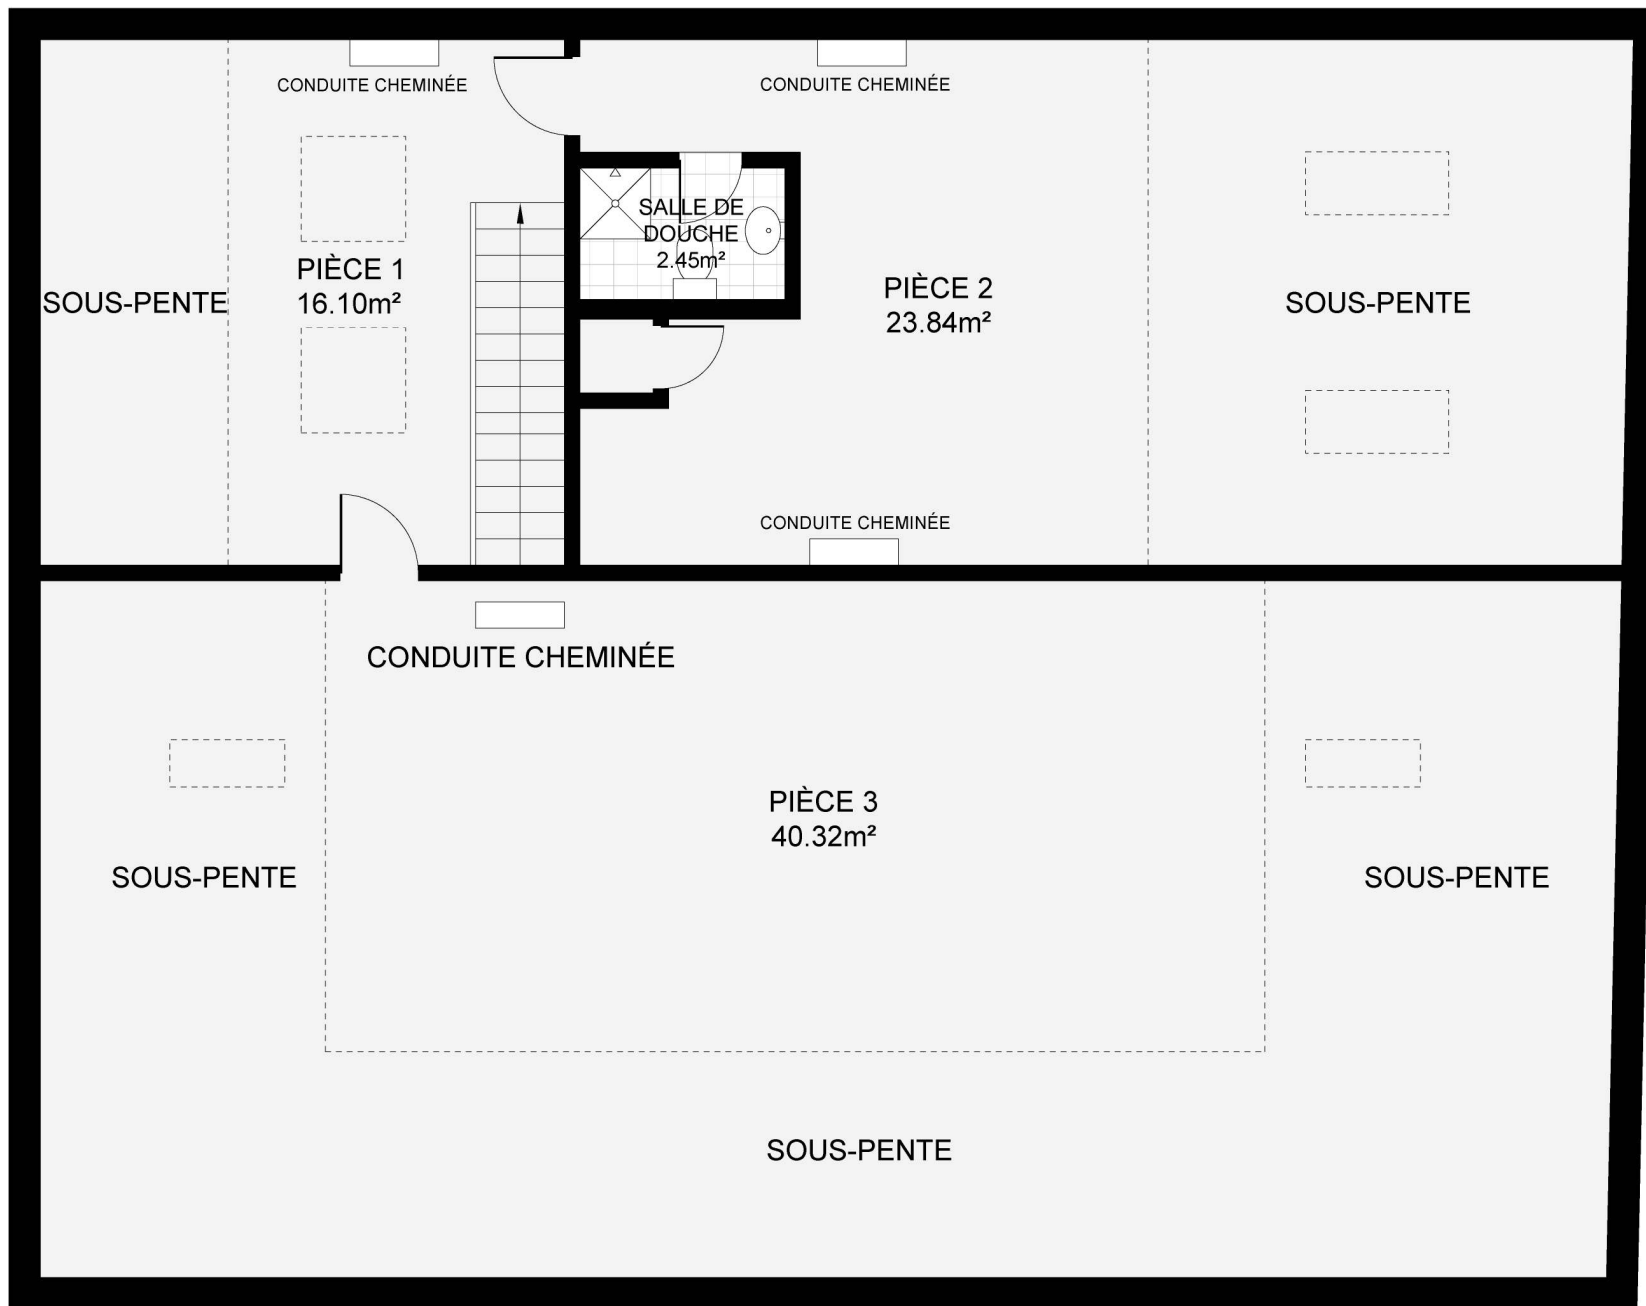 CONDUITE CHEMINÉE
CONDUITE CHEMINÉE
SALLE DE
DOUCHE
2.45m²
PIÈCE 1
16.10m²
SOUS-PENTE
PIÈCE 2
23.84m²
SOUS-PENTE
CONDUITE CHEMINÉE
CONDUITE CHEMINÉE
PIÈCE 3
40.32m²
SOUS-PENTE
SOUS-PENTE
SOUS-PENTE